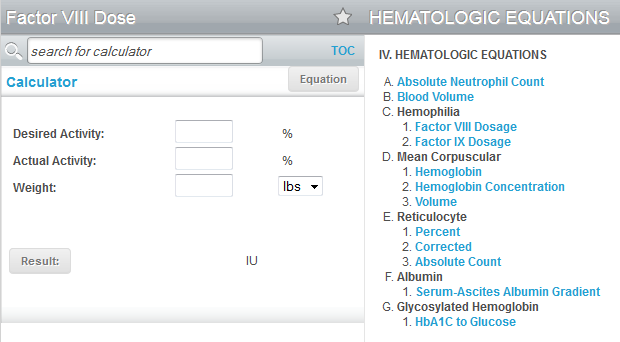 Factor VIII Dose
search for calculator
TOC
Calculator
Equation
Desired Activity: %
Actual Activity: %
Weight: lbs
Result: IU
HEMATOLOGIC EQUATIONS
IV. HEMATOLOGIC EQUATIONS
A. Absolute Neutrophil Count
B. Blood Volume
C. Hemophilia
1. Factor VIII Dosage
2. Factor IX Dosage
D. Mean Corpuscular
1. Hemoglobin
2. Hemoglobin Concentration
3. Volume
E. Reticulocyte
1. Percent
2. Corrected
3. Absolute Count
F. Albumin
1. Serum-Ascites Albumin Gradient
G. Glycosylated Hemoglobin
1. HbA1C to Glucose